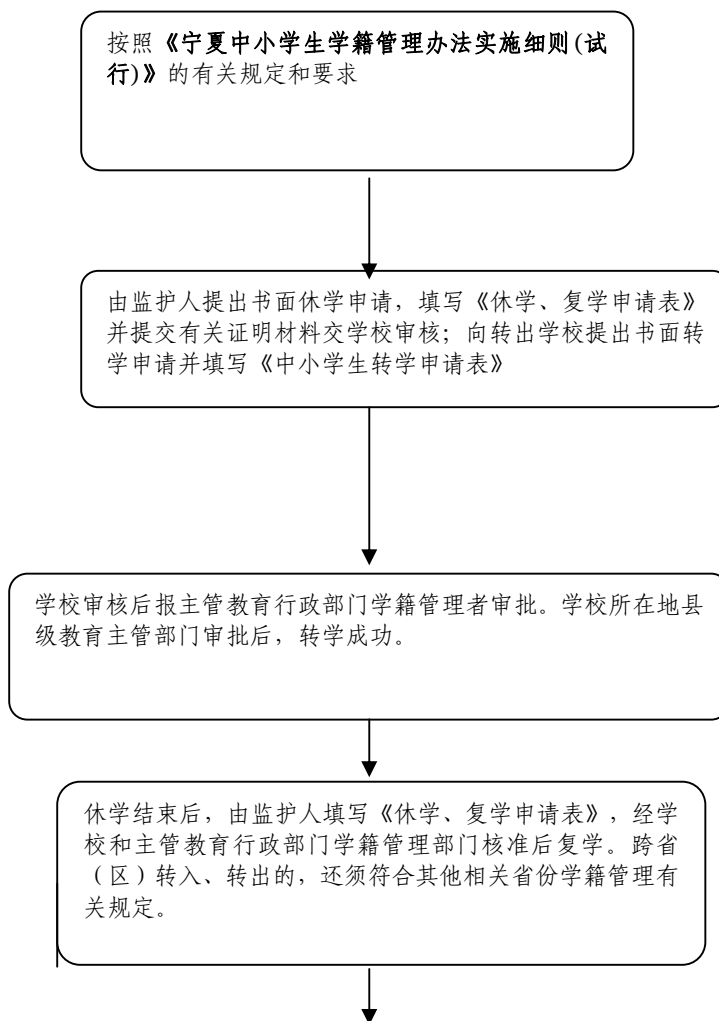 按照《宁夏中小学生学籍管理办法实施细则(试
行)》的有关规定和要求
由监护人提出书面休学申请，填写《休学、复学申请表》
并提交有关证明材料交学校审核；向转出学校提出书面转
学申请并填写《中小学生转学申请表》
学校审核后报主管教育行政部门学籍管理者审批。学校所在地县
级教育主管部门审批后，转学成功。
休学结束后，由监护人填写《休学、复学申请表》，经学
校和主管教育行政部门学籍管理部门核准后复学。跨省
（区）转入、转出的，还须符合其他相关省份学籍管理有
关规定。